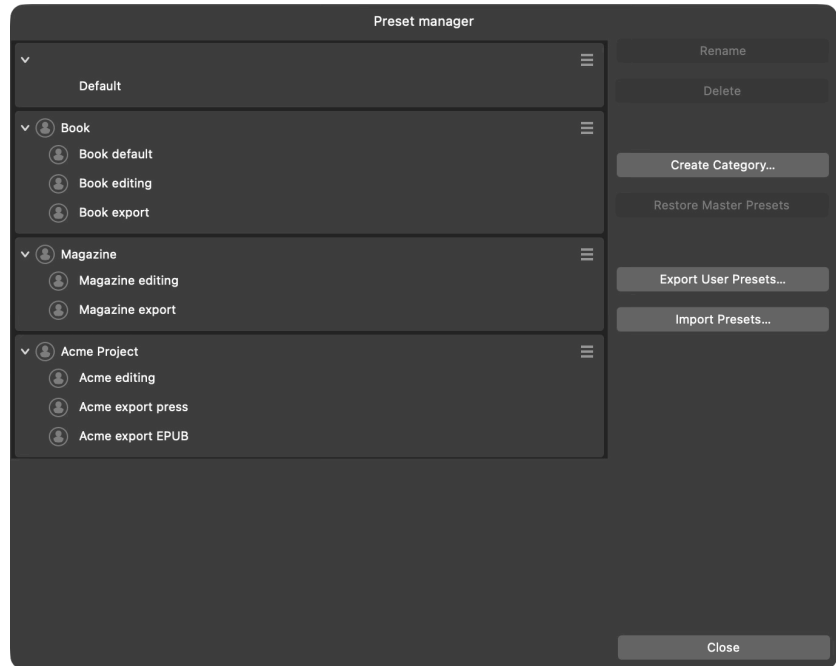 Preset manager
Default
Book
Book default
Book editing
Book export
Magazine
Magazine editing
Magazine export
Acme Project
Acme editing
Acme export press
Acme export EPUB
Rename
Delete
Create Category...
Restore Master Presets
Export User Presets...
Import Presets...
Close